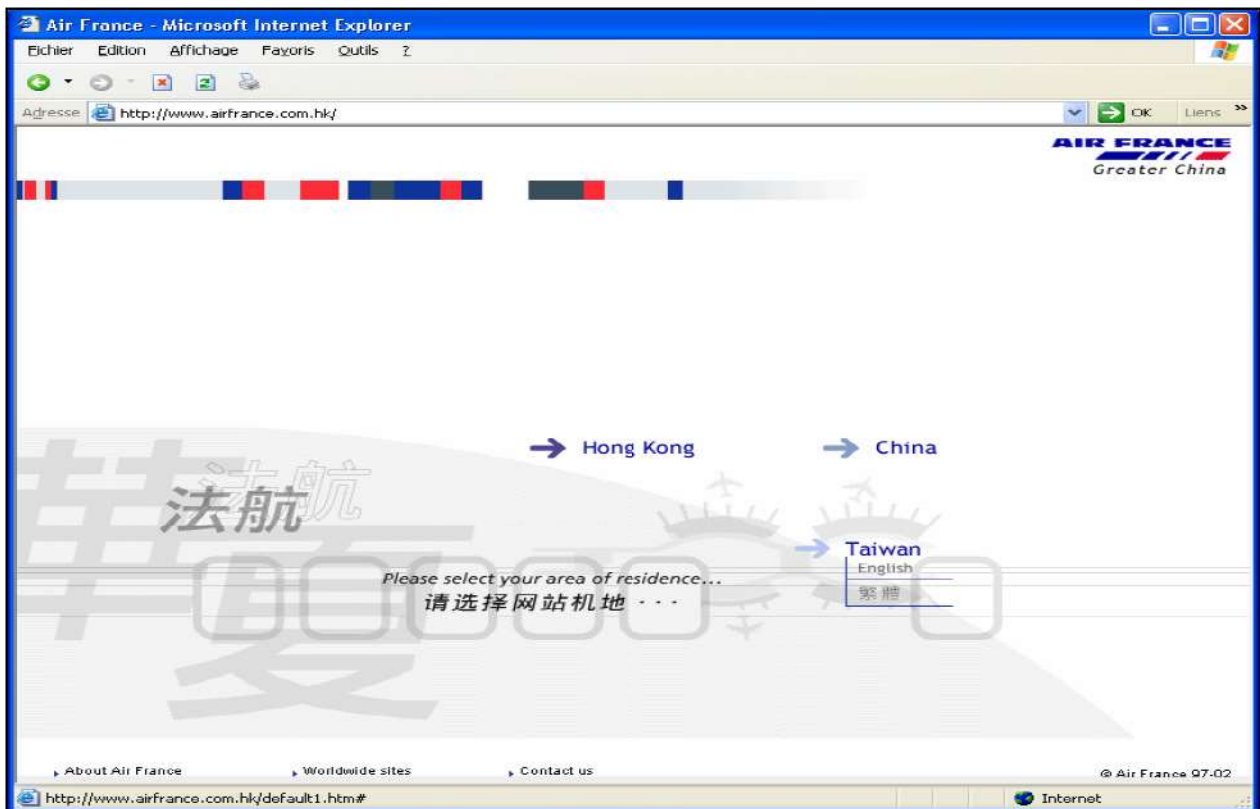 Air France - Microsoft Internet Explorer
Fichier Edition Affichage Favoris Outils ?
Adresse http://www.airfrance.com.hk/ OK Liens »
AIR FRANCE
Greater China
Hong Kong
China
法航
法航
華夏
Taiwan
English
繁體
Please select your area of residence...
请选择网站机地 · · ·
About Air France Worldwide sites Contact us © Air France 97-02
http://www.airfrance.com.hk/default1.htm# Internet